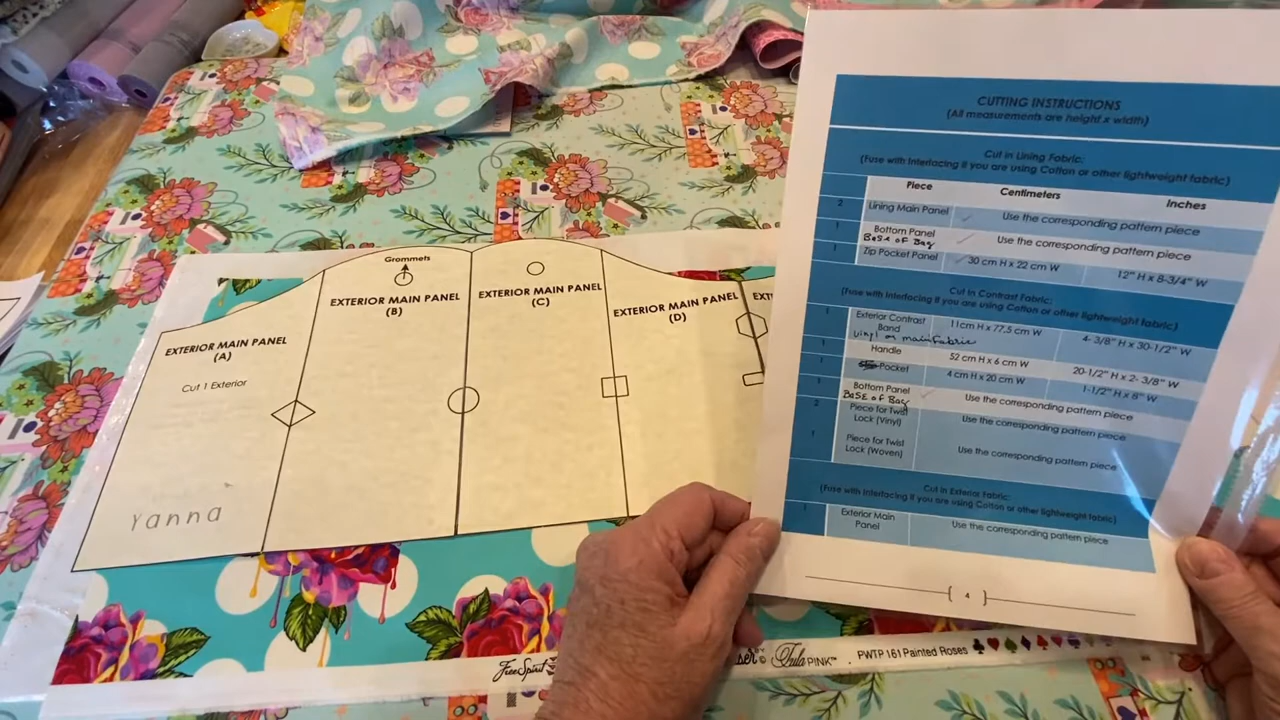 Grommets
EXTERIOR MAIN PANEL
(A)
Cut 1 Exterior
Yanna
EXTERIOR MAIN PANEL
(B)
EXTERIOR MAIN PANEL
(C)
EXTERIOR MAIN PANEL
(D)
CUTTING INSTRUCTIONS
(All measurements are height x width)
Cut in Lining Fabric:
(Fuse with Interfacing if you are using Cotton or other lightweight fabric)
Piece Centimeters Inches
2 Lining Main Panel Use the corresponding pattern piece
1 Bottom Panel Use the corresponding pattern piece
Base of Bag
1 Zip Pocket Panel 30 cm H x 22 cm W 12" H x 8-3/4" W
Cut in Contrast Fabric:
(Fuse with Interfacing if you are using Cotton or other lightweight fabric)
1 Exterior Contrast
Band 11cm H x 77,5 cm W 4- 3/8" H x 30-1/2" W
Vinyl or main Fabric
1 Handle 52 cm H x 6 cm W 20-1/2" H x 2- 3/8" W
1 Pocket 4 cm H x 20 cm W 1-1/2" H x 8" W
1 Bottom Panel Use the corresponding pattern piece
Base of Bag
2 Piece for Twist
Lock (Vinyl) Use the corresponding pattern piece
1 Piece for Twist
Lock (Woven) Use the corresponding pattern piece
Cut in Exterior Fabric:
(Fuse with Interfacing if you are using Cotton or other lightweight fabric)
1 Exterior Main
Panel Use the corresponding pattern piece
4
FreeSpirit
Tula PINK™ PWTP 161 Painted Roses